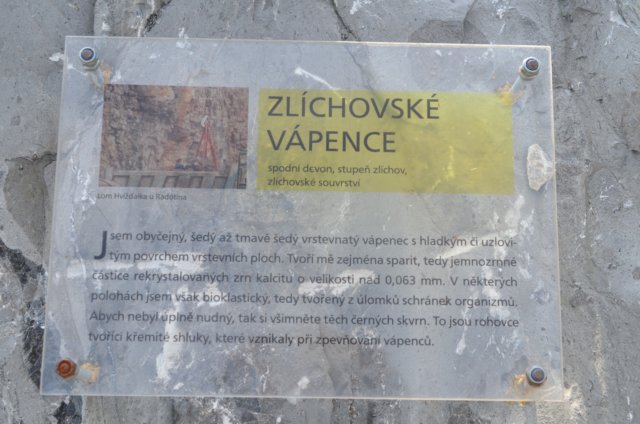 ZLÍCHOVSKÉ
VÁPENCE
spodní devon, stupeň zlíchov,
zlíchovské souvrství
Lom Hvížďalka u Radotína
Jsem obyčejný, šedý až tmavě šedý vrstevnatý vápenec s hladkým či uzlovi-
tým povrchem vrstevních ploch. Tvoří mě zejména sparit, tedy jemnozrnné
částice rekrystalovaných zrn kalcitu o velikosti nad 0,063 mm. V některých
polohách jsem však bioklastický, tedy tvořený z úlomků schránek organizmů.
Abych nebyl úplně nudný, tak si všimněte těch černých skvrn. To jsou rohovce
tvořící křemité shluky, které vznikaly při zpevňování vápenců.